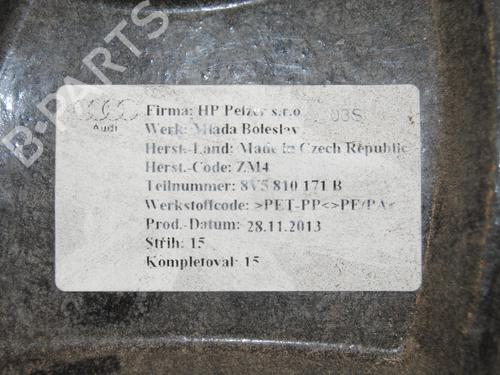 B-PARTS
Audi
Firma: HP Pelzer s.r.o 03S
Werk: Mlada Boleslav
Herst.-Land: Made in Czech Republic
Herst.-Code: ZM4
Teilnummer: 8V5 810 171 B
Werkstoffcode: >PET-PP<>PE/PA<
Prod.-Datum: 28.11.2013
Střih: 15
Kompletoval: 15